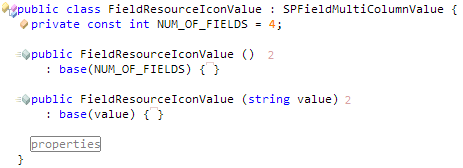 public class FieldResourceIconValue : SPFieldMultiColumnValue {
private const int NUM_OF_FIELDS = 4;
public FieldResourceIconValue () 2
: base(NUM_OF_FIELDS) { }
public FieldResourceIconValue (string value) 2
: base(value) { }
properties
}